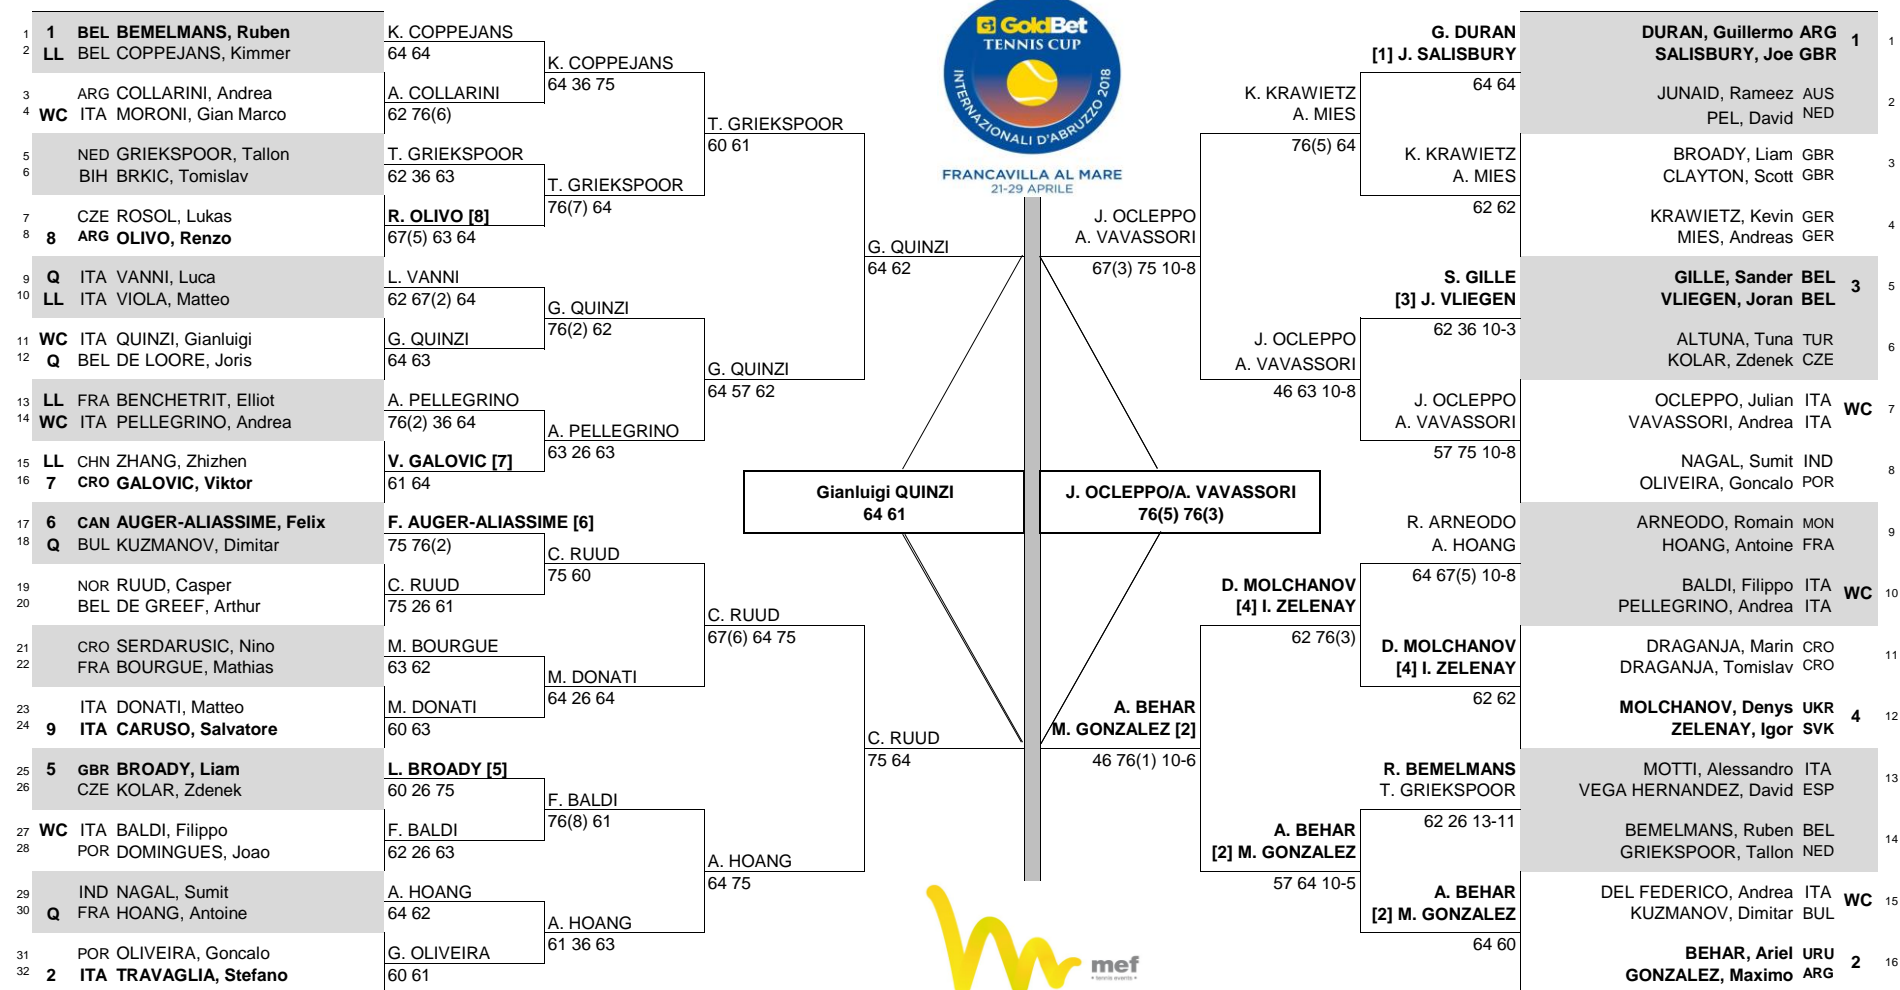 1 1 BEL BEMELMANS, Ruben
2 LL BEL COPPEJANS, Kimmer
3 ARG COLLARINI, Andrea
4 WC ITA MORONI, Gian Marco
5 NED GRIEKSPOOR, Tallon
6 BIH BRKIC, Tomislav
7 CZE ROSOL, Lukas
8 8 ARG OLIVO, Renzo
9 Q ITA VANNI, Luca
10 LL ITA VIOLA, Matteo
11 WC ITA QUINZI, Gianluigi
12 Q BEL DE LOORE, Joris
13 LL FRA BENCHETRIT, Elliot
14 WC ITA PELLEGRINO, Andrea
15 LL CHN ZHANG, Zhizhen
16 7 CRO GALOVIC, Viktor
17 6 CAN AUGER-ALIASSIME, Felix
18 Q BUL KUZMANOV, Dimitar
19 NOR RUUD, Casper
20 BEL DE GREEF, Arthur
21 CRO SERDARUSIC, Nino
22 FRA BOURGUE, Mathias
23 ITA DONATI, Matteo
24 9 ITA CARUSO, Salvatore
25 5 GBR BROADY, Liam
26 CZE KOLAR, Zdenek
27 WC ITA BALDI, Filippo
28 POR DOMINGUES, Joao
29 IND NAGAL, Sumit
30 Q FRA HOANG, Antoine
31 POR OLIVEIRA, Goncalo
32 2 ITA TRAVAGLIA, Stefano
K. COPPEJANS
64 64
A. COLLARINI
62 76(6)
T. GRIEKSPOOR
62 36 63
R. OLIVO [8]
67(5) 63 64
L. VANNI
62 67(2) 64
G. QUINZI
64 63
A. PELLEGRINO
76(2) 36 64
V. GALOVIC [7]
61 64
F. AUGER-ALIASSIME [6]
75 76(2)
C. RUUD
75 26 61
M. BOURGUE
63 62
M. DONATI
60 63
L. BROADY [5]
60 26 75
F. BALDI
62 26 63
A. HOANG
64 62
G. OLIVEIRA
60 61
K. COPPEJANS
64 36 75
T. GRIEKSPOOR
76(7) 64
G. QUINZI
76(2) 62
A. PELLEGRINO
63 26 63
C. RUUD
75 60
M. DONATI
64 26 64
F. BALDI
76(8) 61
A. HOANG
61 36 63
T. GRIEKSPOOR
60 61
G. QUINZI
64 57 62
C. RUUD
67(6) 64 75
A. HOANG
64 75
G. QUINZI
64 62
C. RUUD
75 64
Gianluigi QUINZI
64 61
GoldBet
TENNIS CUP
INTERNAZIONALI D'ABRUZZO 2018
FRANCAVILLA AL MARE
21-29 APRILE
J. OCLEPPO/A. VAVASSORI
76(5) 76(3)
mef
tennis events
J. OCLEPPO
A. VAVASSORI
67(3) 75 10-8
A. BEHAR
M. GONZALEZ [2]
46 76(1) 10-6
K. KRAWIETZ
A. MIES
76(5) 64
J. OCLEPPO
A. VAVASSORI
46 63 10-8
D. MOLCHANOV
[4] I. ZELENAY
62 76(3)
A. BEHAR
[2] M. GONZALEZ
57 64 10-5
G. DURAN
[1] J. SALISBURY
64 64
K. KRAWIETZ
A. MIES
62 62
S. GILLE
[3] J. VLIEGEN
62 36 10-3
J. OCLEPPO
A. VAVASSORI
57 75 10-8
R. ARNEODO
A. HOANG
64 67(5) 10-8
D. MOLCHANOV
[4] I. ZELENAY
62 62
R. BEMELMANS
T. GRIEKSPOOR
62 26 13-11
A. BEHAR
[2] M. GONZALEZ
64 60
DURAN, Guillermo ARG 1 1
SALISBURY, Joe GBR
JUNAID, Rameez AUS 2
PEL, David NED
BROADY, Liam GBR 3
CLAYTON, Scott GBR
KRAWIETZ, Kevin GER 4
MIES, Andreas GER
GILLE, Sander BEL 3 5
VLIEGEN, Joran BEL
ALTUNA, Tuna TUR 6
KOLAR, Zdenek CZE
OCLEPPO, Julian ITA WC 7
VAVASSORI, Andrea ITA
NAGAL, Sumit IND 8
OLIVEIRA, Goncalo POR
ARNEODO, Romain MON 9
HOANG, Antoine FRA
BALDI, Filippo ITA WC 10
PELLEGRINO, Andrea ITA
DRAGANJA, Marin CRO 11
DRAGANJA, Tomislav CRO
MOLCHANOV, Denys UKR 4 12
ZELENAY, Igor SVK
MOTTI, Alessandro ITA 13
VEGA HERNANDEZ, David ESP
BEMELMANS, Ruben BEL 14
GRIEKSPOOR, Tallon NED
DEL FEDERICO, Andrea ITA WC 15
KUZMANOV, Dimitar BUL
BEHAR, Ariel URU 2 16
GONZALEZ, Maximo ARG